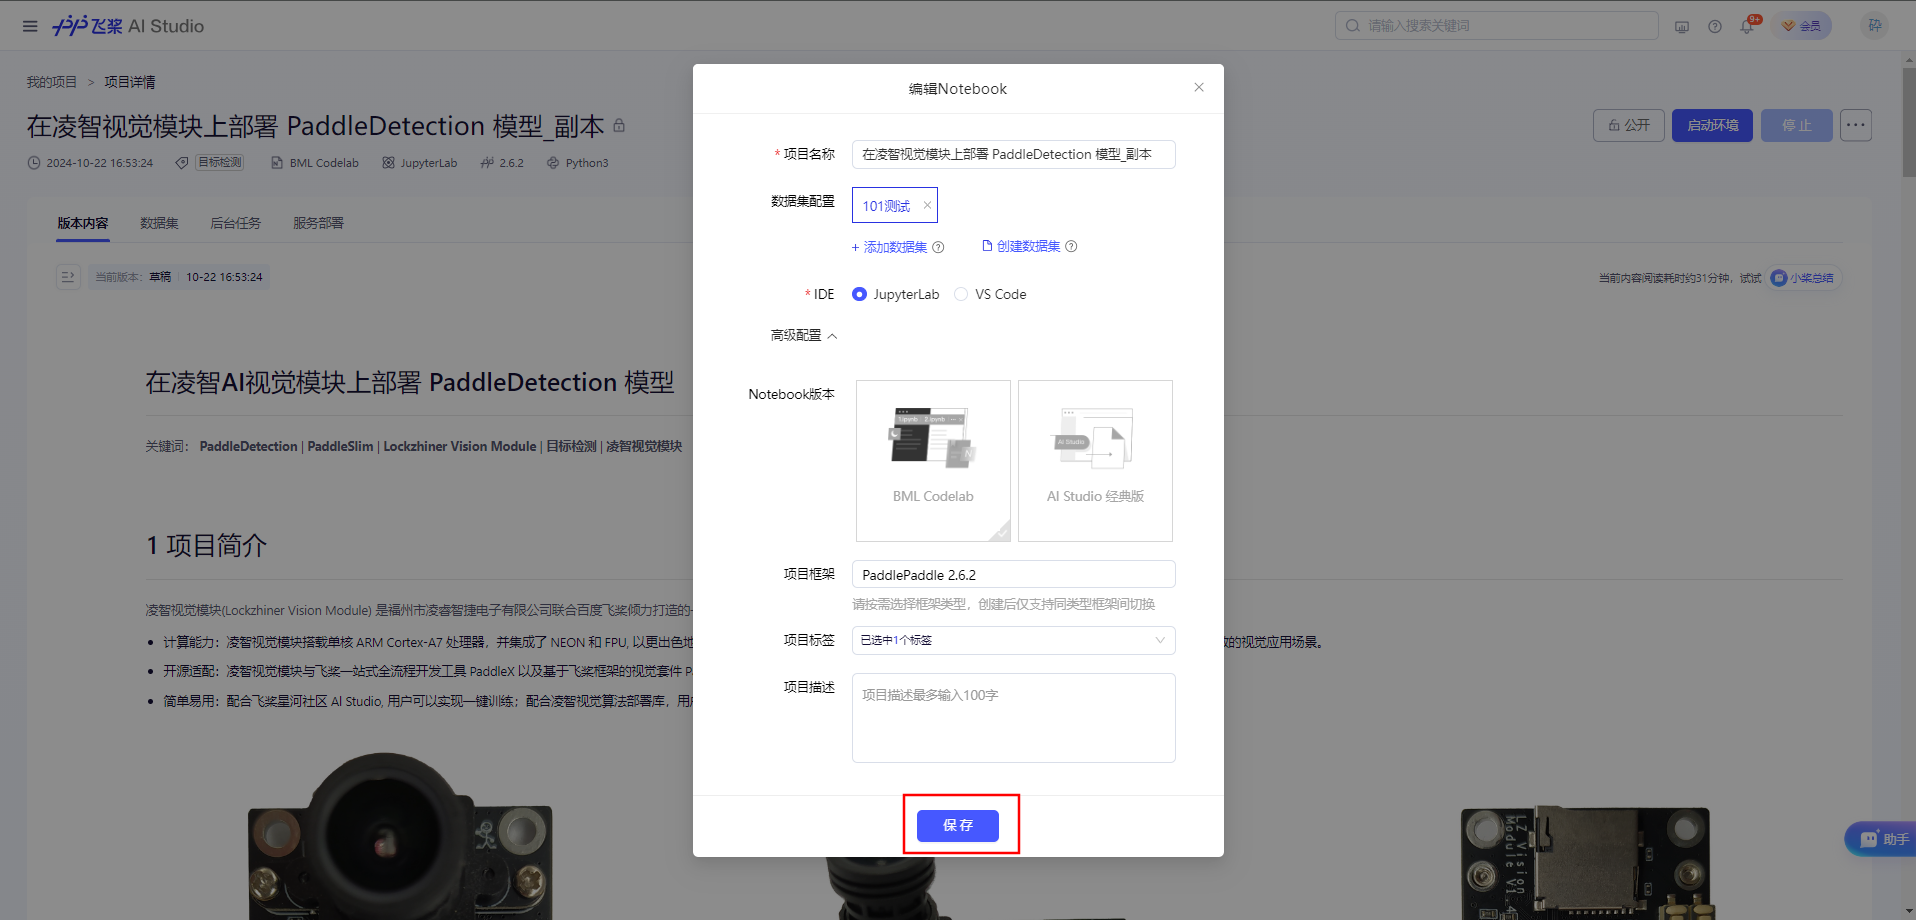 飞桨 AI Studio
请输入搜索关键词
9+
会员
我的项目 > 项目详情
在凌智视觉模块上部署 PaddleDetection 模型_副本
公开
启动环境
停止
2024-10-22 16:53:24
目标检测
BML Codelab
JupyterLab
2.6.2
Python3
版本内容
数据集
后台任务
服务部署
当前版本: 草稿 10-22 16:53:24
当前内容阅读耗时约31分钟，试试
小桨总结
在凌智AI视觉模块上部署 PaddleDetection 模型
关键词： PaddleDetection | PaddleSlim | Lockzhiner Vision Module | 目标检测 | 凌智视觉模块
1 项目简介
凌智视觉模块(Lockzhiner Vision Module) 是福州市凌睿智捷电子有限公司联合百度飞桨倾力打造的
计算能力：凌智视觉模块搭载单核 ARM Cortex-A7 处理器，并集成了 NEON 和 FPU, 以更出色地
的视觉应用场景。
开源适配：凌智视觉模块与飞桨一站式全流程开发工具 PaddleX 以及基于飞桨框架的视觉套件 P
简单易用：配合飞桨星河社区 AI Studio, 用户可以实现一键训练；配合凌智视觉算法部署库，用
编辑Notebook
* 项目名称
在凌智视觉模块上部署 PaddleDetection 模型_副本
数据集配置
101测试
+ 添加数据集
创建数据集
* IDE
JupyterLab
VS Code
高级配置
Notebook版本
BML Codelab
AI Studio
AI Studio 经典版
项目框架
PaddlePaddle 2.6.2
请按需选择框架类型，创建后仅支持同类型框架间切换
项目标签
已选中1个标签
项目描述
项目描述最多输入100字
保存
助手
LZ Vision
Module V1.4